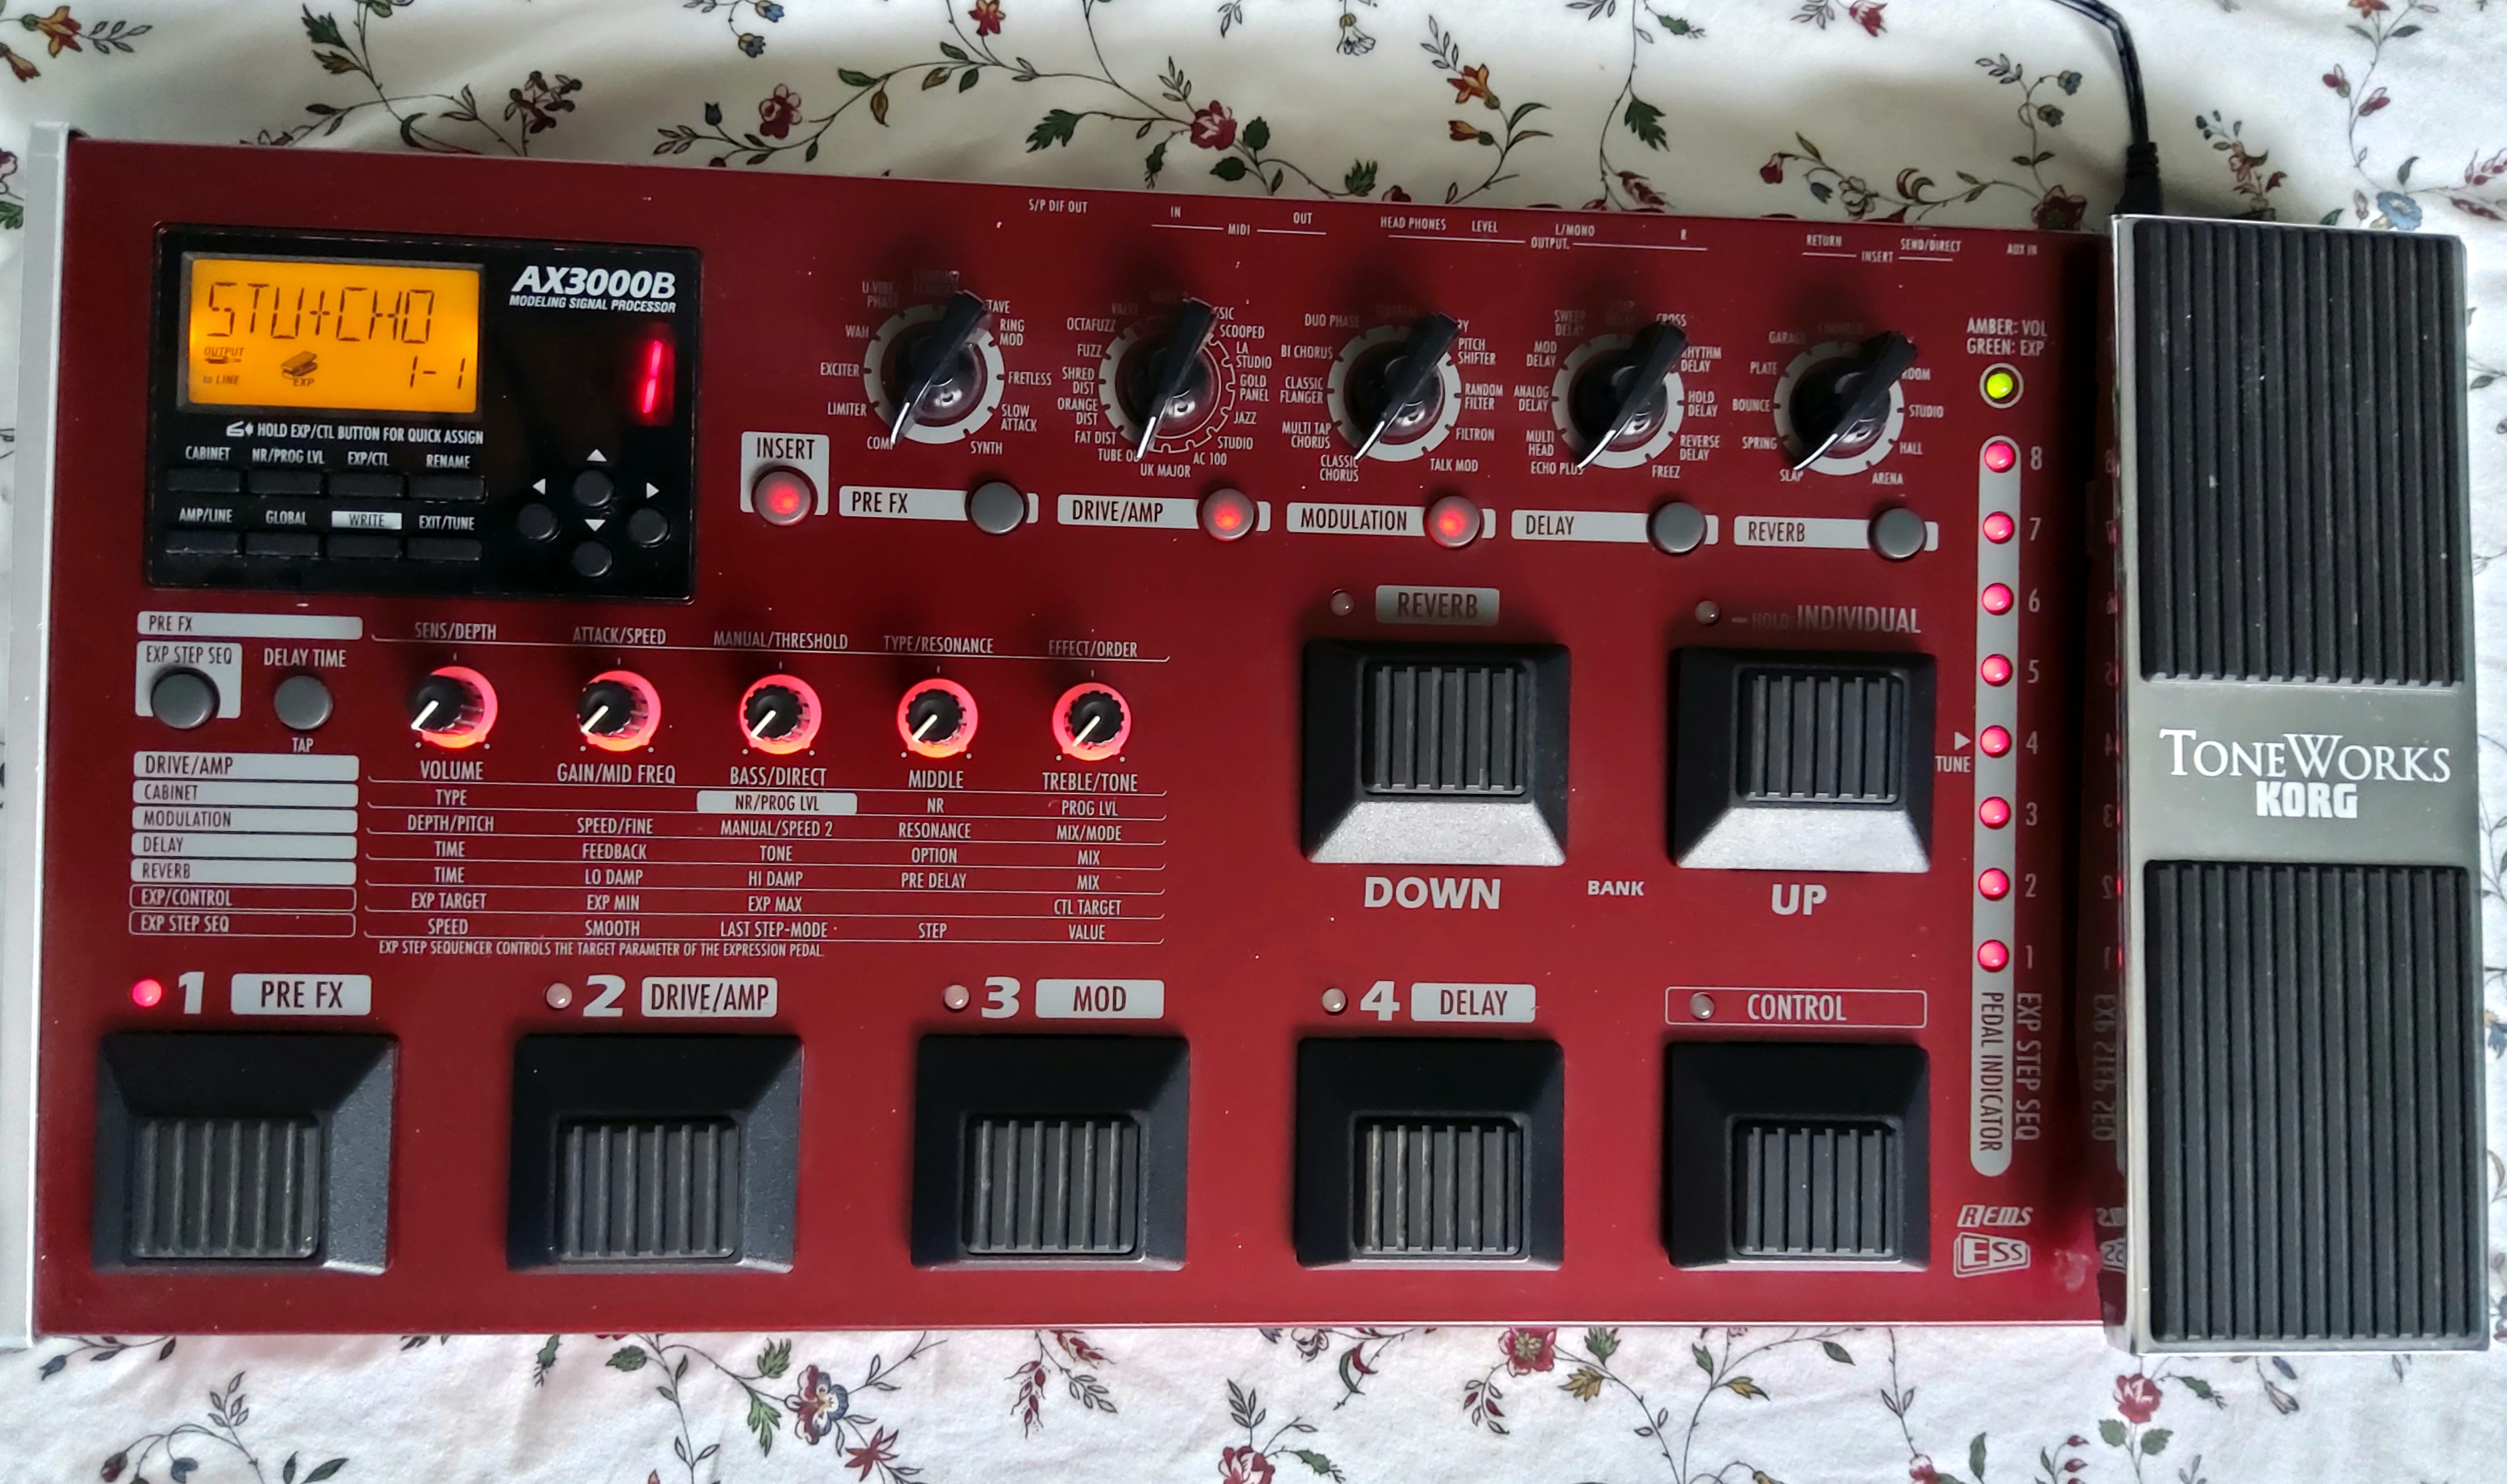 S/P DIF OUT
IN
MIDI
OUT
HEAD PHONES
LEVEL
L/MONO
R
OUTPUT
RETURN
SEND/DIRECT
INSERT
AUX IN
STU+CHO
OUTPUT
to LINE
EXP
1-1
AX3000B
MODELING SIGNAL PROCESSOR
1
HOLD EXP/CTL BUTTON FOR QUICK ASSIGN
CABINET
NR/PROG LVL
EXP/CTL
RENAME
AMP/LINE
GLOBAL
WRITE
EXIT/TUNE
INSERT
U-VIBE/
PHASE
WAH
EXCITER
LIMITER
COMP
RING
MOD
FRETLESS
SLOW
ATTACK
SYNTH
PRE FX
OCTAFUZZ
FUZZ
SHRED
DIST
ORANGE
DIST
FAT DIST
UK MAJOR
AC 100
STUDIO
JAZZ
GOLD
PANEL
LA
STUDIO
SCOOPED
DRIVE/AMP
DUO PHASE
BI CHORUS
CLASSIC
FLANGER
MULTI TAP
CHORUS
CLASSIC
CHORUS
PITCH
SHIFTER
RANDOM
FILTER
FILTRON
TALK MOD
MODULATION
SWEEP
DELAY
MOD
DELAY
ANALOG
DELAY
MULTI
HEAD
ECHO PLUS
CROSS
RHYTHM
DELAY
HOLD
DELAY
REVERSE
DELAY
FREEZ
DELAY
GARAGE
PLATE
BOUNCE
SPRING
SLAP
ROOM
STUDIO
HALL
ARENA
REVERB
AMBER: VOL
GREEN: EXP
8
7
6
5
4
TUNE
3
2
1
EXP STEP SEQ
PEDAL INDICATOR
PRE FX
EXP STEP SEQ
DELAY TIME
TAP
SENS/DEPTH
ATTACK/SPEED
MANUAL/THRESHOLD
TYPE/RESONANCE
EFFECT/ORDER
DRIVE/AMP
VOLUME
GAIN/MID FREQ
BASS/DIRECT
MIDDLE
TREBLE/TONE
CABINET
TYPE
NR/PROG LVL
NR
PROG LVL
MODULATION
DEPTH/PITCH
SPEED/FINE
MANUAL/SPEED 2
RESONANCE
MIX/MODE
DELAY
TIME
FEEDBACK
TONE
OPTION
MIX
REVERB
TIME
LO DAMP
HI DAMP
PRE DELAY
MIX
EXP/CONTROL
EXP TARGET
EXP MIN
EXP MAX
CTL TARGET
EXP STEP SEQ
SPEED
SMOOTH
LAST STEP-MODE
STEP
VALUE
EXP STEP SEQUENCER CONTROLS THE TARGET PARAMETER OF THE EXPRESSION PEDAL.
REVERB
HOLD: INDIVIDUAL
DOWN
BANK
UP
1 PRE FX
2 DRIVE/AMP
3 MOD
4 DELAY
CONTROL
REMS
ESS
TONEWORKS
KORG